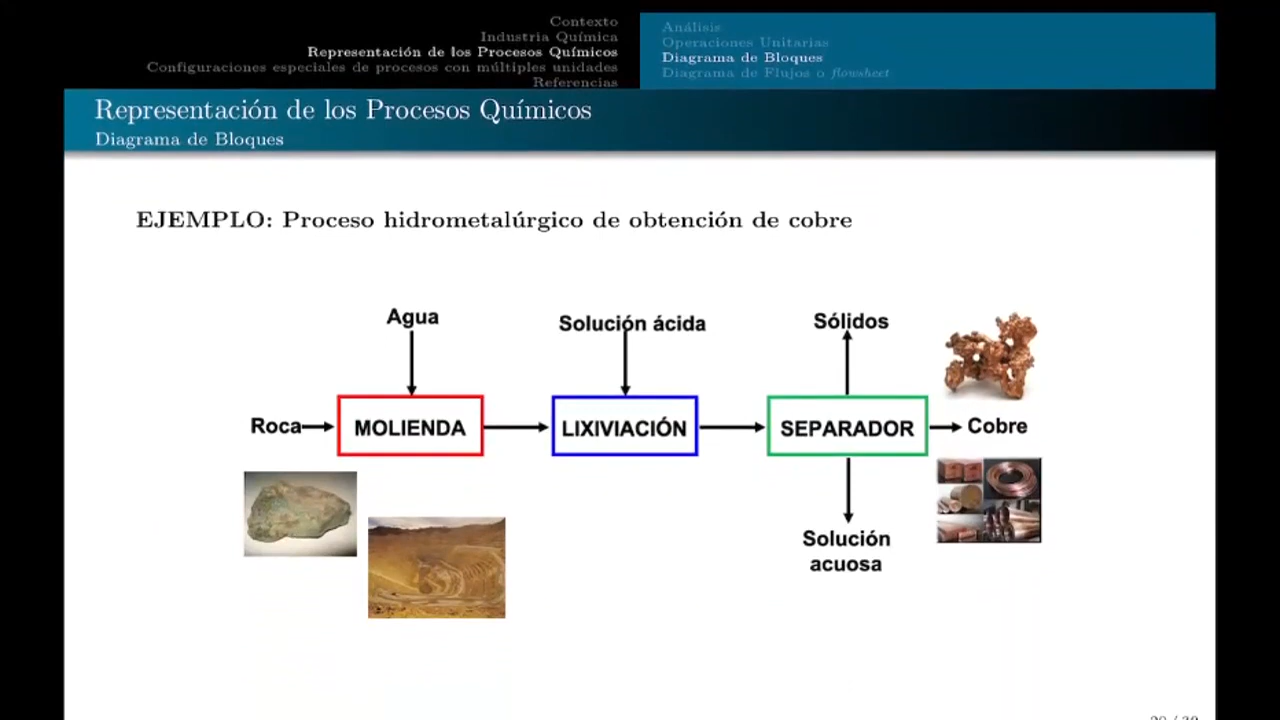 Contexto
Industria Química
Representación de los Procesos Químicos
Configuraciones especiales de procesos con múltiples unidades
Referencias
Análisis
Operaciones Unitarias
Diagrama de Bloques
Diagrama de Flujos o flowsheet
Representación de los Procesos Químicos
Diagrama de Bloques
EJEMPLO: Proceso hidrometalúrgico de obtención de cobre
Agua
Solución ácida
Sólidos
Roca
MOLIENDA
LIXIVIACIÓN
SEPARADOR
Cobre
Solución
acuosa